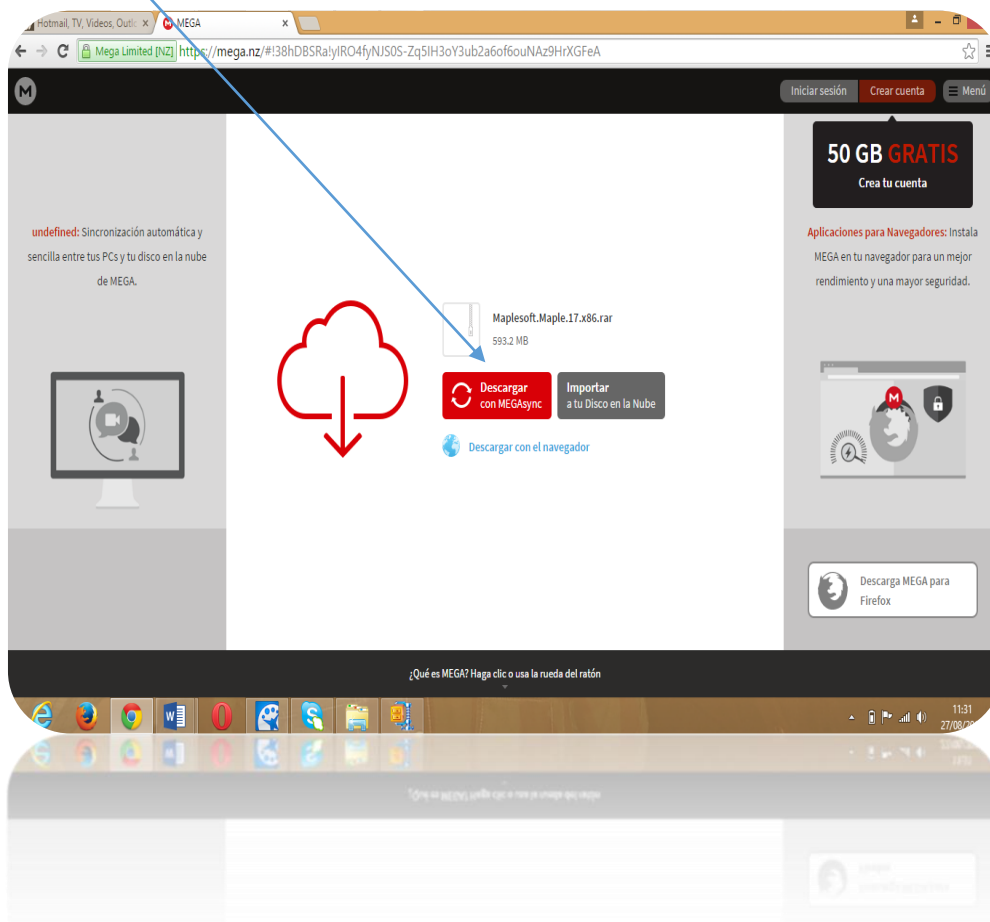 Hotmail, TV, Videos, Outlc
MEGA
Mega Limited [NZ] https://mega.nz/#!38hDBSRa!yIRO4fyNJS0S-Zq5IH3oY3ub2a6of6ouNAz9HrXGFeA
M
Iniciar sesión
Crear cuenta
Menú
50 GB GRATIS
Crea tu cuenta
undefined: Sincronización automática y
sencilla entre tus PCs y tu disco en la nube
de MEGA.
Aplicaciones para Navegadores: Instala
MEGA en tu navegador para un mejor
rendimiento y una mayor seguridad.
Maplesoft.Maple.17.x86.rar
593.2 MB
Descargar
con MEGAsync
Importar
a tu Disco en la Nube
Descargar con el navegador
Descarga MEGA para
Firefox
¿Qué es MEGA? Haga clic o usa la rueda del ratón
11:31
27/08/20